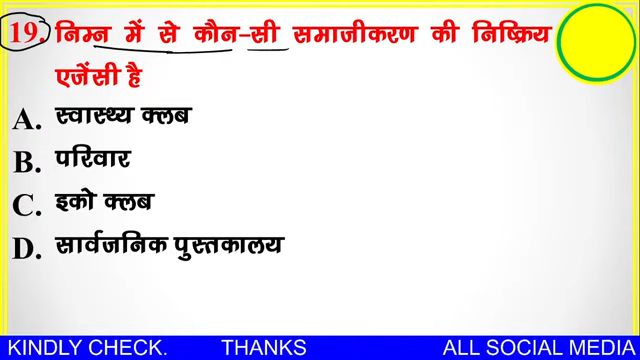 19. निम्न में से कौन-सी समाजीकरण की निष्क्रिय
एजेंसी है
A. स्वास्थ्य क्लब
B. परिवार
C. इको क्लब
D. सार्वजनिक पुस्तकालय
KINDLY CHECK. THANKS ALL SOCIAL MEDIA